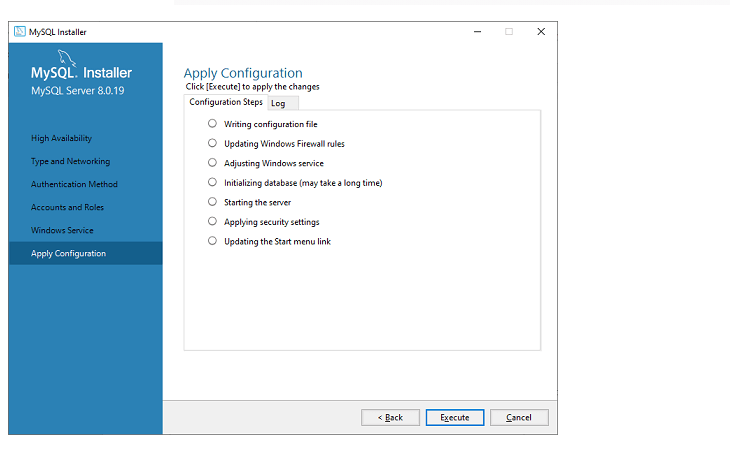 MySQL Installer
MySQL. Installer
MySQL Server 8.0.19
High Availability
Type and Networking
Authentication Method
Accounts and Roles
Windows Service
Apply Configuration
Apply Configuration
Click [Execute] to apply the changes
Configuration Steps Log
Writing configuration file
Updating Windows Firewall rules
Adjusting Windows service
Initializing database (may take a long time)
Starting the server
Applying security settings
Updating the Start menu link
< Back Execute Cancel